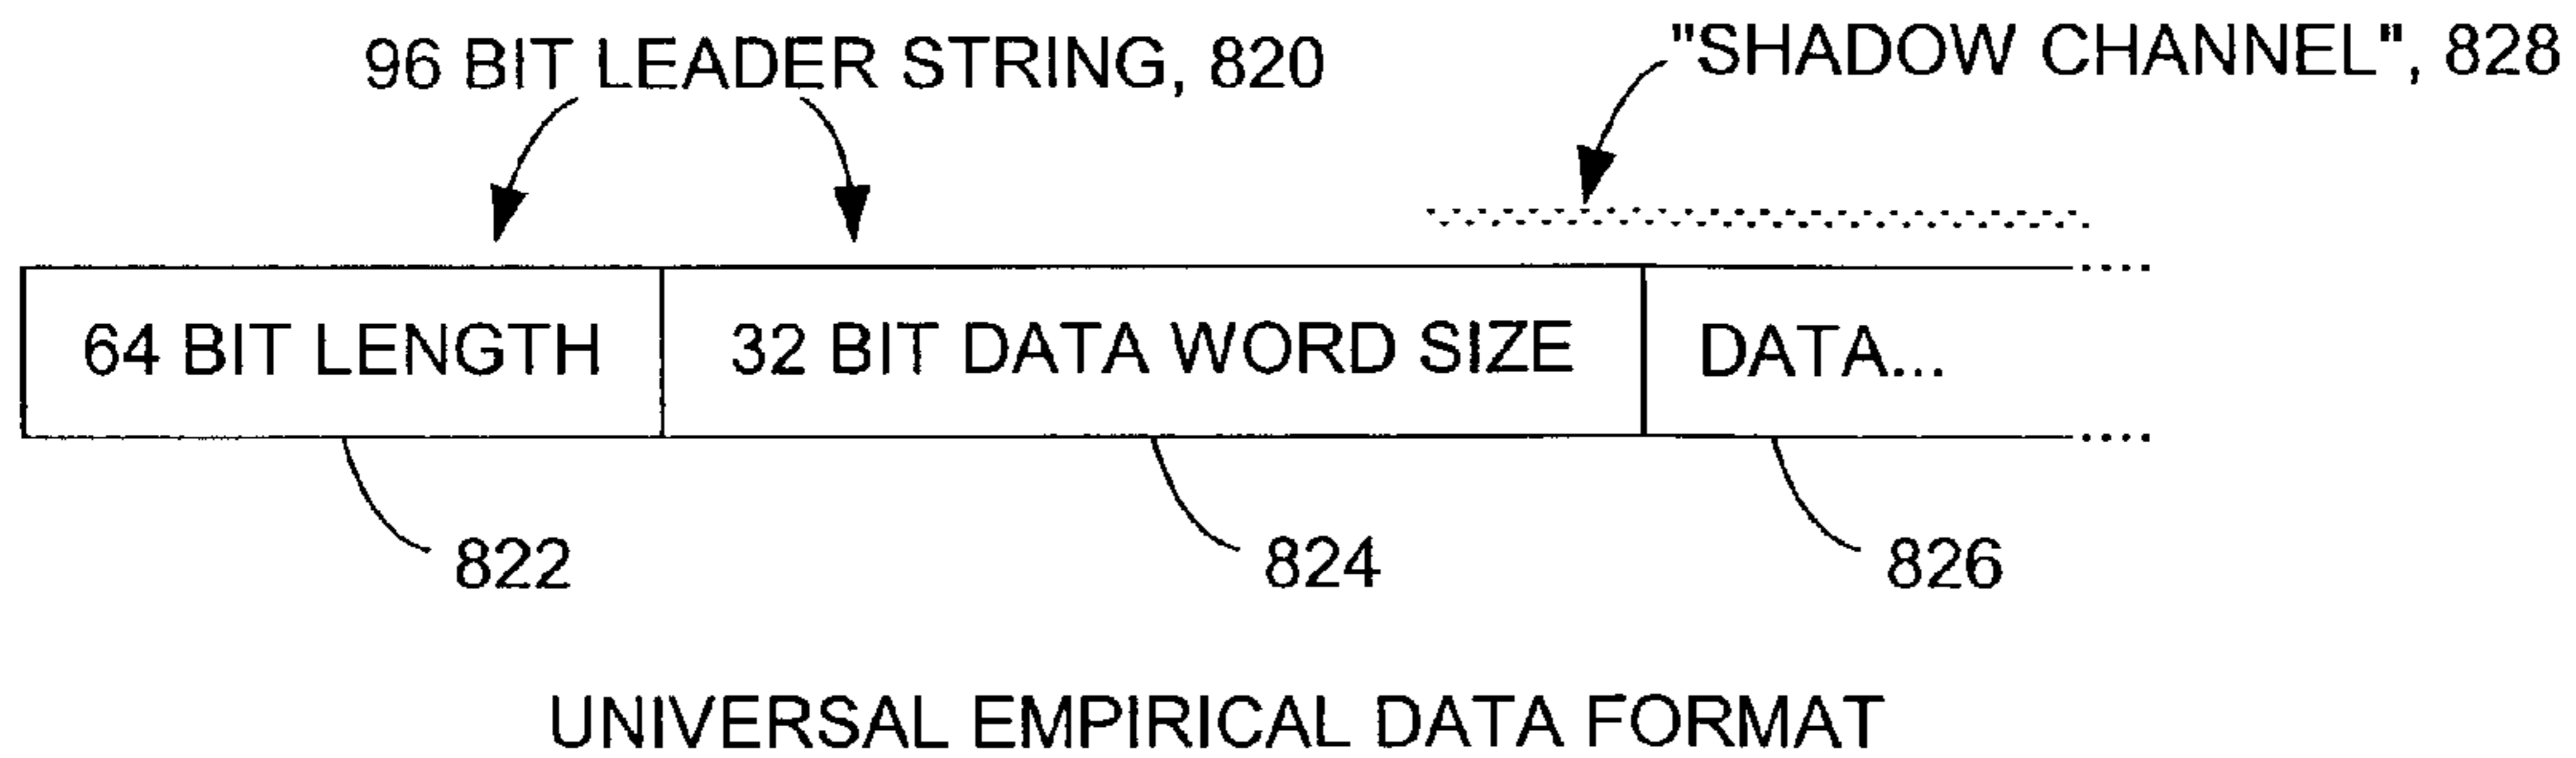 96 BIT LEADER STRING, 820
"SHADOW CHANNEL", 828
64 BIT LENGTH
32 BIT DATA WORD SIZE
DATA...
822
824
826
UNIVERSAL EMPIRICAL DATA FORMAT